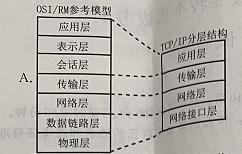 OSI/RM参考模型
应用层
表示层
会话层
A.
传输层
网络层
数据链路层
物理层
TCP/IP分层结构
应用层
传输层
网络层
网络接口层